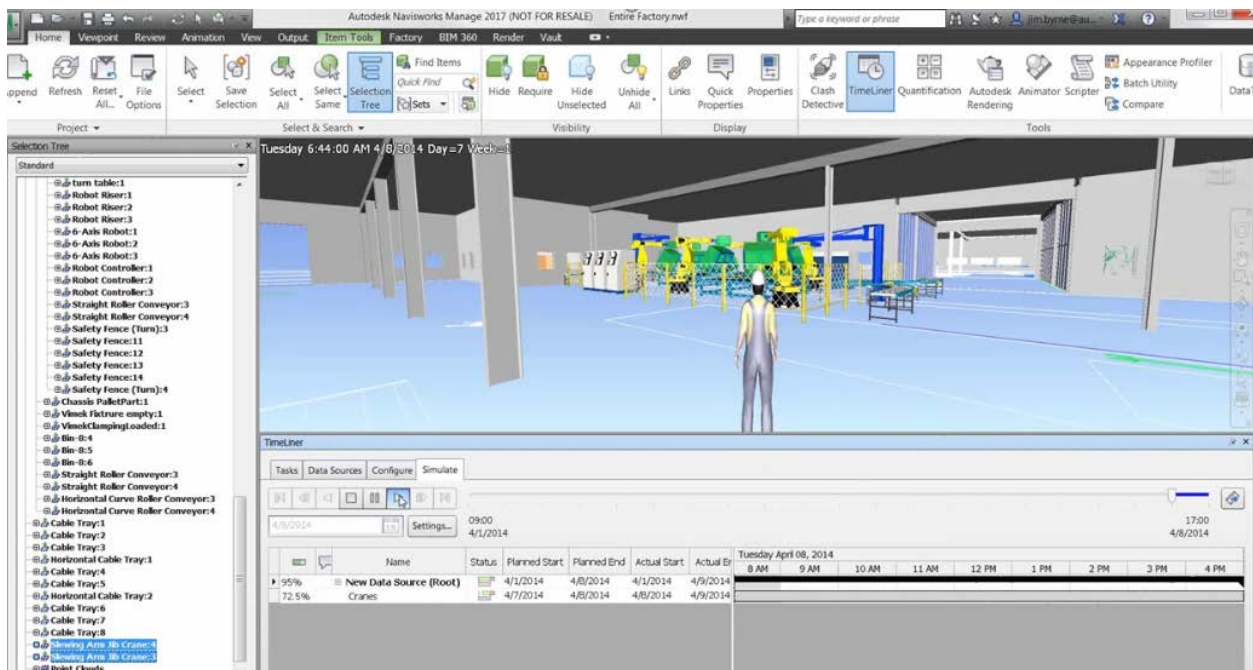 Autodesk Navisworks Manage 2017 (NOT FOR RESALE) Entire Factory.nwf
Type a keyword or phrase
jim.byrne@au...
Home Viewpoint Review Animation View Output Item Tools Factory BIM 360 Render Vault
Append Refresh Reset All... File Options
Project
Select Save Selection Select All Select Same Selection Tree
Find Items
Quick Find
Sets
Select & Search
Hide Require Hide Unselected Unhide All
Visibility
Links Quick Properties Properties
Display
Clash Detective TimeLiner Quantification Autodesk Rendering Animator Scripter
Appearance Profiler
Batch Utility
Compare
Tools
Selection Tree
Standard
turn table:1
Robot Riser:1
Robot Riser:2
Robot Riser:3
6-Axis Robot:1
6-Axis Robot:2
6-Axis Robot:3
Robot Controller:1
Robot Controller:2
Robot Controller:3
Straight Roller Conveyor:3
Straight Roller Conveyor:4
Safety Fence (Turn):3
Safety Fence:11
Safety Fence:12
Safety Fence:13
Safety Fence:14
Safety Fence (Turn):4
Chassis PalletPart:1
Vimek Fixtrure empty:1
VimekClampingLoaded:1
Bin-8:4
Bin-8:5
Bin-8:6
Straight Roller Conveyor:3
Straight Roller Conveyor:4
Horizontal Curve Roller Conveyor:3
Horizontal Curve Roller Conveyor:4
Cable Tray:1
Cable Tray:2
Cable Tray:3
Horizontal Cable Tray:1
Cable Tray:4
Cable Tray:5
Horizontal Cable Tray:2
Cable Tray:6
Cable Tray:7
Cable Tray:8
Slewing Arm Jib Crane:4
Slewing Arm Jib Crane:3
Point Clouds
Tuesday 6:44:00 AM 4/8/2014 Day=7 Week=1
TimeLiner
Tasks Data Sources Configure Simulate
4/8/2014
Settings...
09:00
4/1/2014
17:00
4/8/2014
Name Status Planned Start Planned End Actual Start
Tuesday April 08, 2014
8 AM 9 AM 10 AM 11 AM 12 PM 1 PM 2 PM 3 PM 4 PM
95% New Data Source (Root) 4/1/2014 4/8/2014 4/1/2014 4/9/2014
72.5% Cranes 4/7/2014 4/8/2014 4/8/2014 4/9/2014